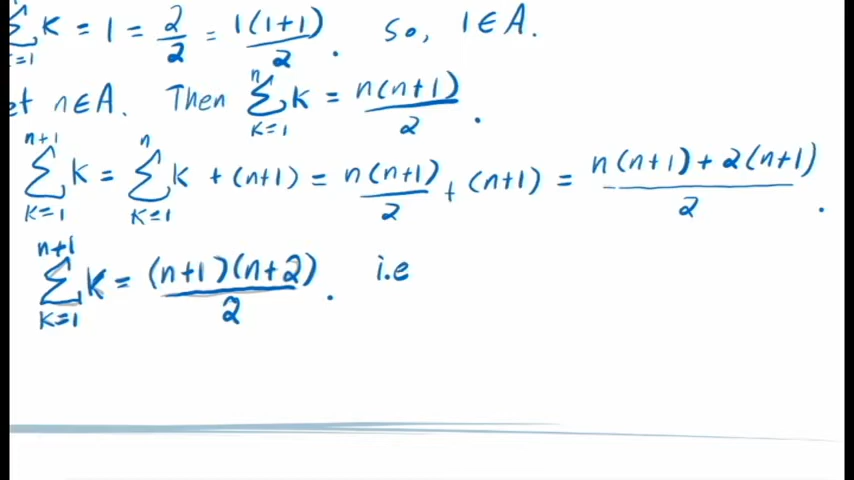 ∑_{k=1} k = 1 = 2/2 = 1(1+1)/2 . So, 1∈A.
et n∈A. Then ∑_{k=1}^{n} k = n(n+1)/2 .
∑_{k=1}^{n+1} k = ∑_{k=1}^{n} k + (n+1) = n(n+1)/2 + (n+1) = n(n+1)+2(n+1)/2 .
∑_{k=1}^{n+1} k = (n+1)(n+2)/2 . i.e